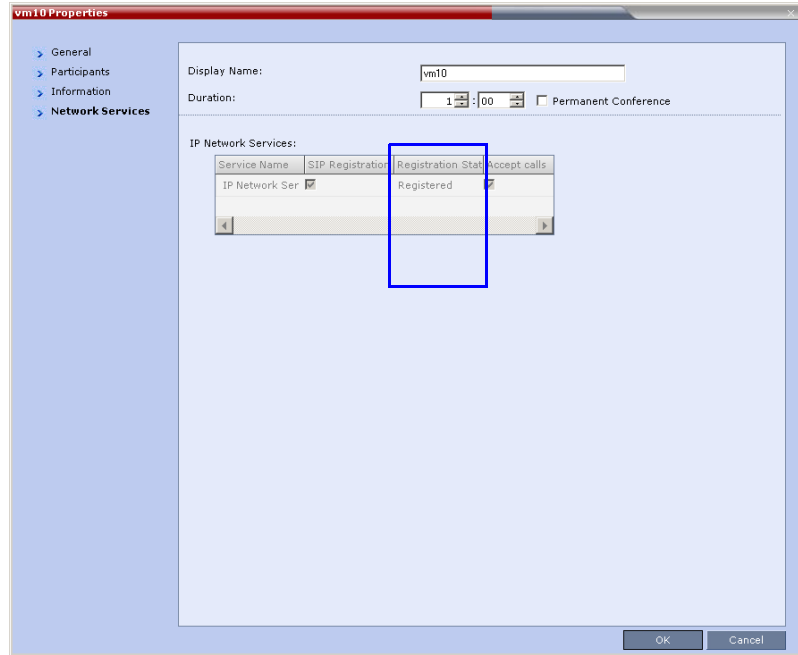 vm10 Properties
General
Participants
Information
Network Services
Display Name: vm10
Duration: 1 : 00 Permanent Conference
IP Network Services:
Service Name SIP Registration Registration Stat Accept calls
IP Network Ser Registered
OK Cancel